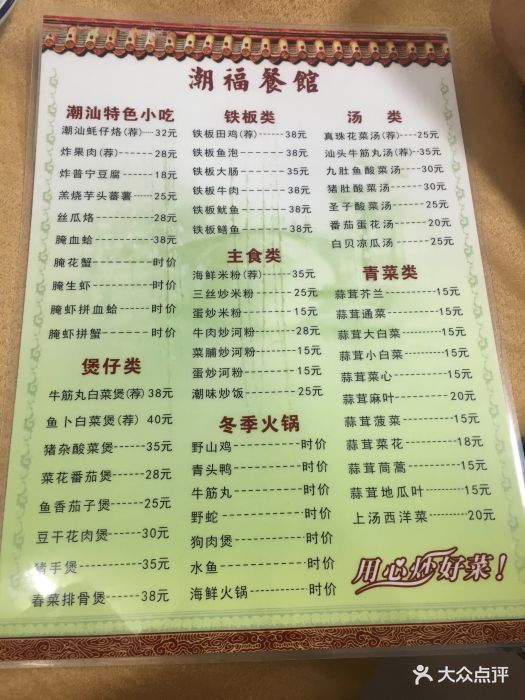 潮福餐館
潮汕特色小吃
潮汕蚝仔烙(荐)--32元
炸果肉(荐)------28元
炸普宁豆腐------18元
羔烧芋头蕃薯----25元
丝瓜烙----------28元
腌血蛤----------38元
腌花蟹----------时价
腌生虾----------时价
腌虾拼血蛤------时价
腌虾拼蟹--------时价
煲仔类
牛筋丸白菜煲(荐)38元
鱼卜白菜煲(荐) 40元
猪杂酸菜煲------35元
菜花番茄煲------28元
鱼香茄子煲------25元
豆干花肉煲------30元
猪手煲----------35元
春菜排骨煲------38元
铁板类
铁板田鸡(荐)----38元
铁板鱼泡--------38元
铁板大肠--------35元
铁板牛肉--------38元
铁板鱿鱼--------38元
铁板鳝鱼--------38元
主食类
海鲜米粉(荐)----35元
三丝炒米粉------25元
蛋炒米粉--------15元
牛肉炒河粉------28元
菜脯炒河粉------15元
蛋炒河粉--------15元
潮味炒饭--------25元
冬季火锅
野山鸡----------时价
青头鸭----------时价
牛筋丸----------时价
野蛇------------时价
狗肉煲----------时价
水鱼------------时价
海鲜火锅--------时价
汤 类
真珠花菜汤(荐)--25元
汕头牛筋丸汤(荐)35元
九肚鱼酸菜汤----30元
猪肚酸菜汤------30元
圣子酸菜汤------25元
番茄蛋花汤------20元
白贝凉瓜汤------25元
青菜类
蒜茸芥兰--------15元
蒜茸通菜--------15元
蒜茸大白菜------15元
蒜茸小白菜------15元
蒜茸菜心--------15元
蒜茸麻叶--------20元
蒜茸菠菜--------15元
蒜茸菜花--------18元
蒜茸茼蒿--------15元
蒜茸地瓜叶------15元
上汤西洋菜------20元
用心炒好菜!
大众点评